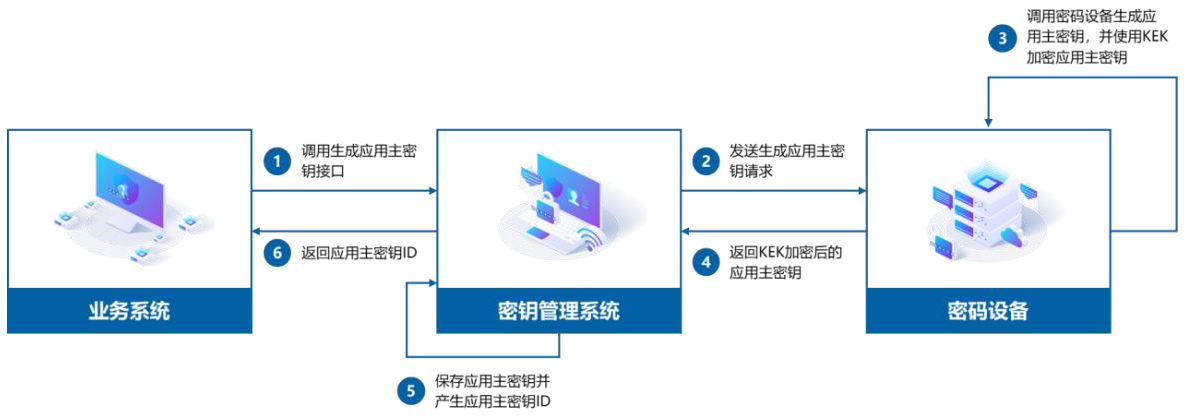 3
调用密码设备生成应
用主密钥，并使用KEK
加密应用主密钥
1
调用生成应用主密
钥接口
2
发送生成应用主密
钥请求
6
返回应用主密钥ID
4
返回KEK加密后的
应用主密钥
业务系统
密钥管理系统
密码设备
5
保存应用主密钥并
产生应用主密钥ID